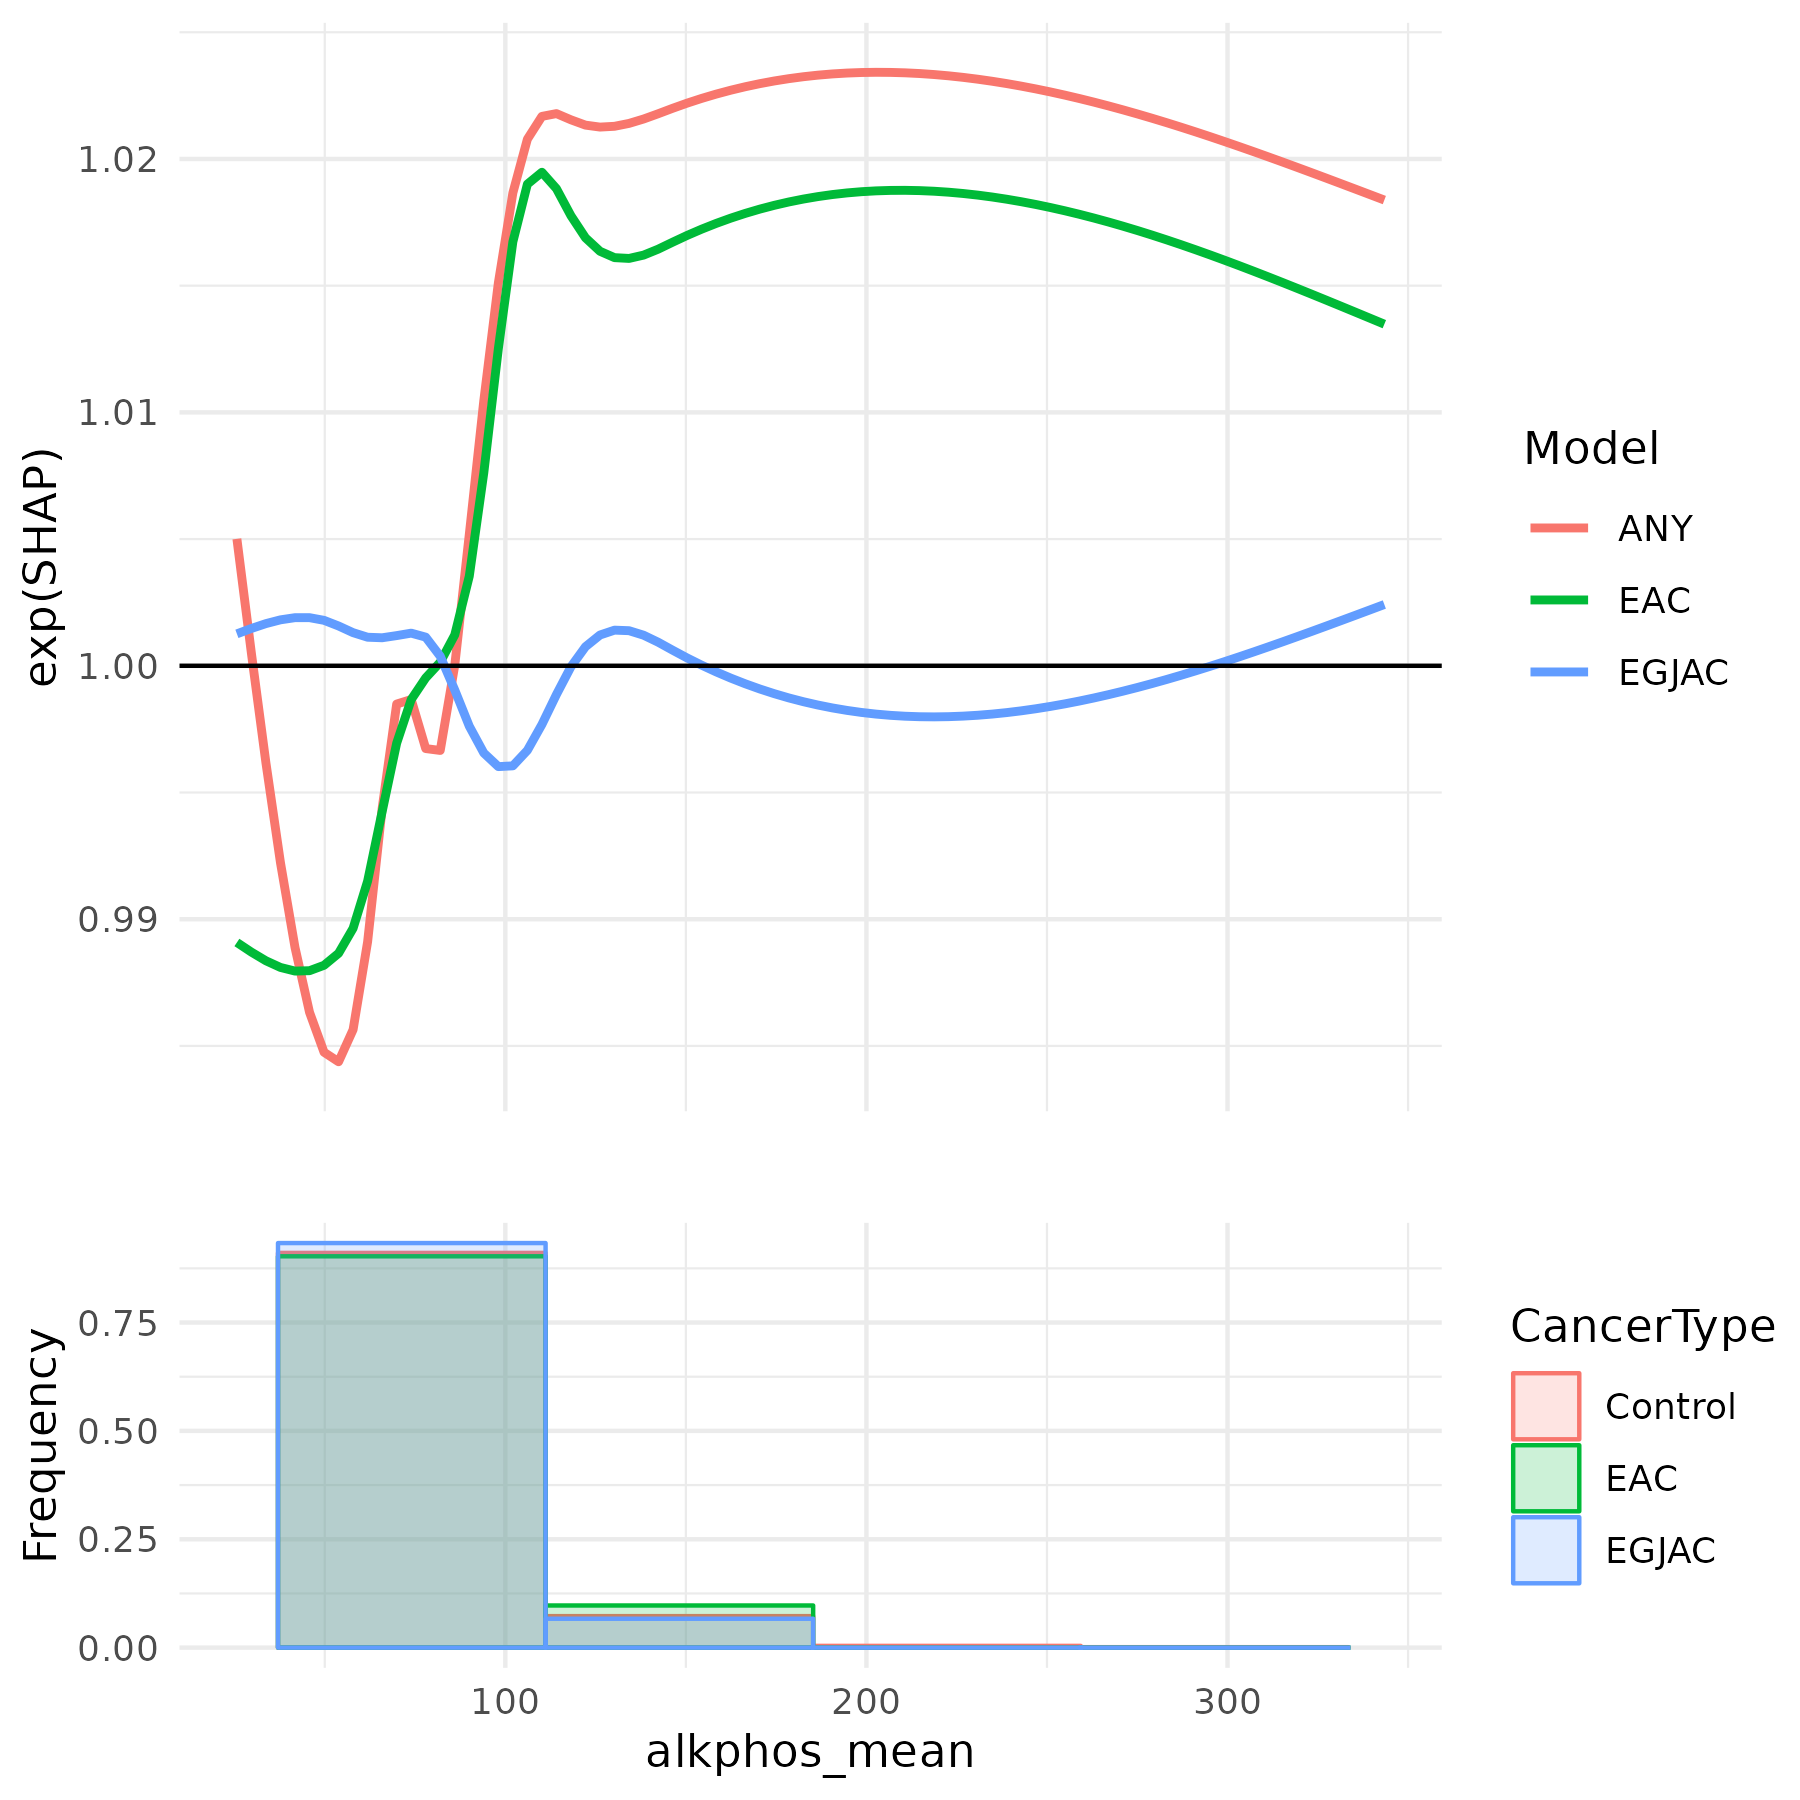 1.02
1.01
1.00
0.99
exp(SHAP)
Model
ANY
EAC
EGJAC
0.75
0.50
0.25
0.00
Frequency
100
200
300
alkphos_mean
CancerType
Control
EAC
EGJAC